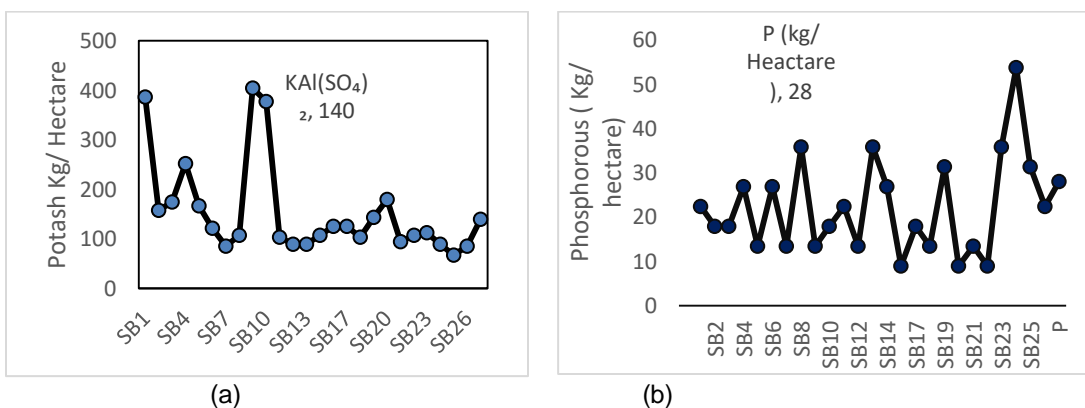 500
400
300
200
100
0
Potash Kg/ Hectare
KAl(SO₄)
₂, 140
SB1
SB4
SB7
SB10
SB13
SB17
SB20
SB23
SB26
(a)
60
50
40
30
20
10
0
Phosphorous ( Kg/
hectare)
P (kg/
Heactare
), 28
SB2
SB4
SB6
SB8
SB10
SB12
SB14
SB17
SB19
SB21
SB23
SB25
P
(b)